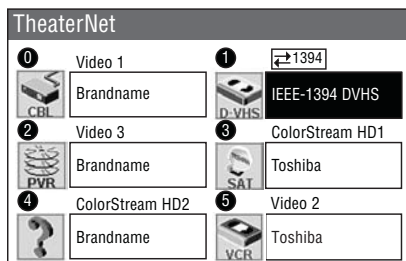 TheaterNet
0 Video 1
CBL Brandname
1 1394
D-VHS IEEE-1394 DVHS
2 Video 3
PVR Brandname
3 ColorStream HD1
SAT Toshiba
4 ColorStream HD2
? Brandname
5 Video 2
VCR Toshiba